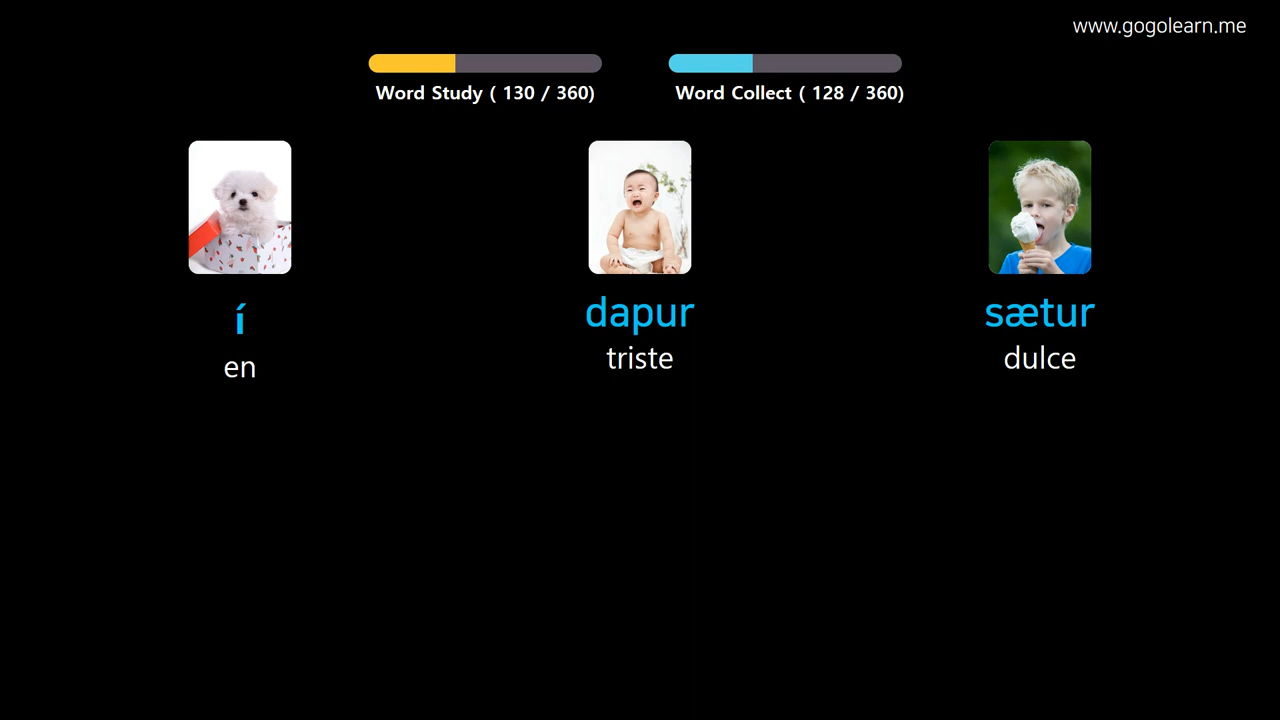 www.gogolearn.me
Word Study ( 130 / 360)
Word Collect ( 128 / 360)
í
en
dapur
triste
sætur
dulce